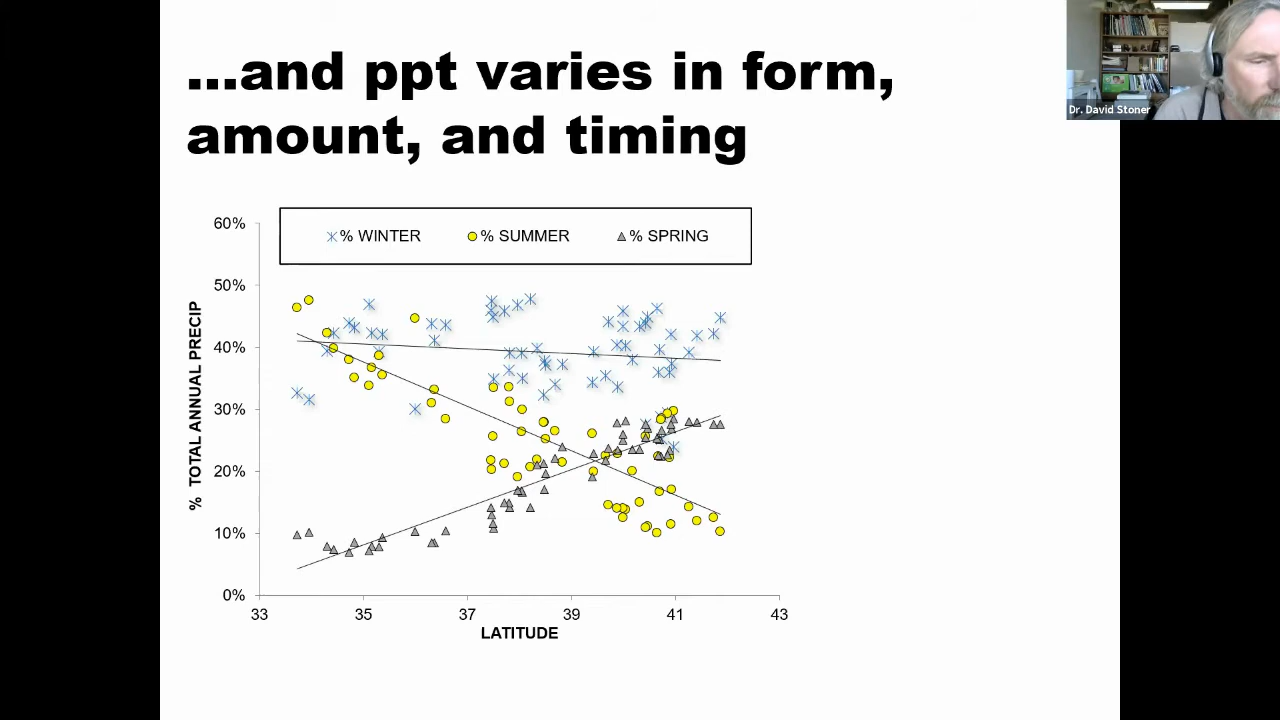 ...and ppt varies in form,
amount, and timing
Dr. David Stoner
% WINTER % SUMMER % SPRING
60%
50%
40%
30%
20%
10%
0%
% TOTAL ANNUAL PRECIP
33 35 37 39 41 43
LATITUDE